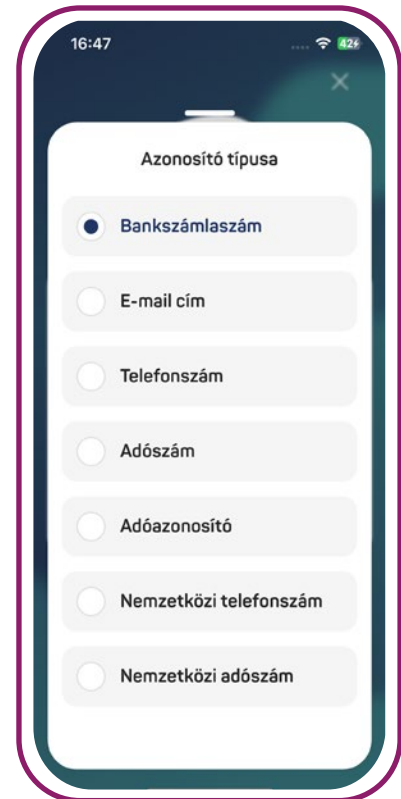 16:47
42
Azonosító típusa
Bankszámlaszám
E-mail cím
Telefonszám
Adószám
Adóazonosító
Nemzetközi telefonszám
Nemzetközi adószám